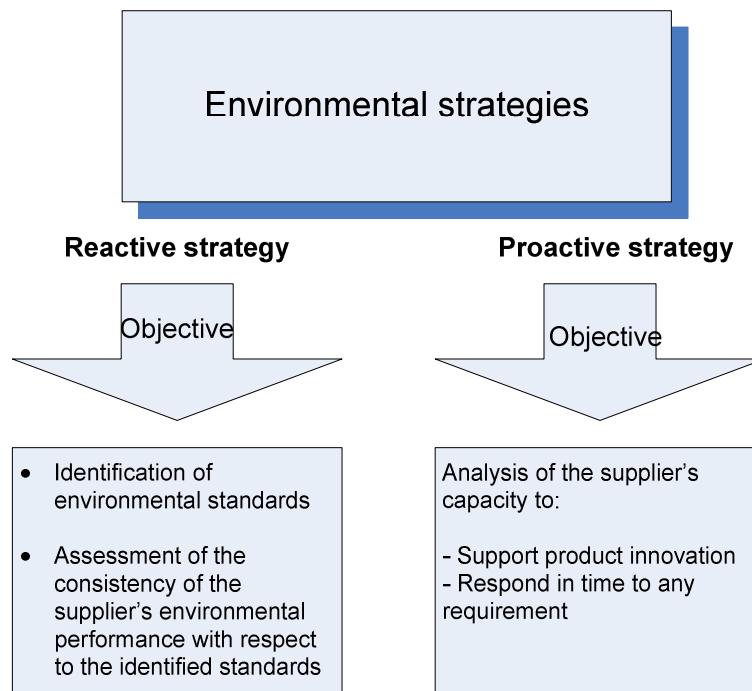 Environmental strategies
Reactive strategy
Proactive strategy
Objective
Objective
• Identification of
environmental standards
• Assessment of the
consistency of the
supplier's environmental
performance with respect
to the identified standards
Analysis of the supplier's
capacity to:
- Support product innovation
- Respond in time to any
requirement